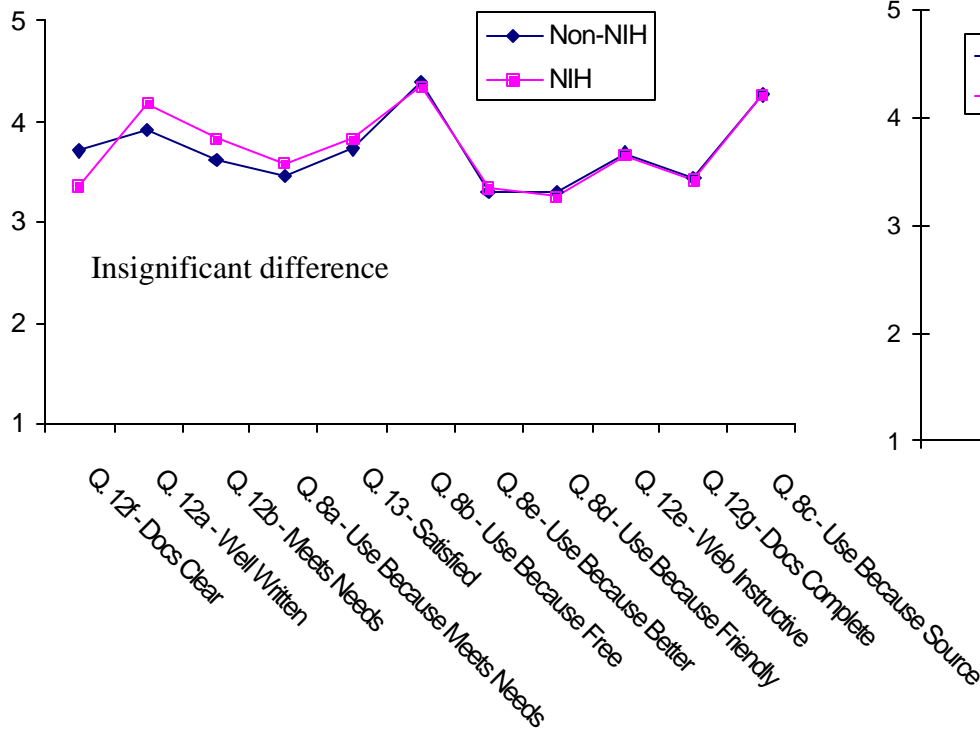 5
4
3
2
1
Non-NIH
NIH
Insignificant difference
Q. 12f - Docs Clear
Q. 12a - Well Written
Q. 12b - Meets Needs
Q. 8a - Use Because Meets Needs
Q. 13 - Satisfied
Q. 8b - Use Because Free
Q. 8e - Use Because Better
Q. 8d - Use Because Friendly
Q. 12e - Web Instructive
Q. 12g - Docs Complete
Q. 8c - Use Because Source
5
4
3
2
1